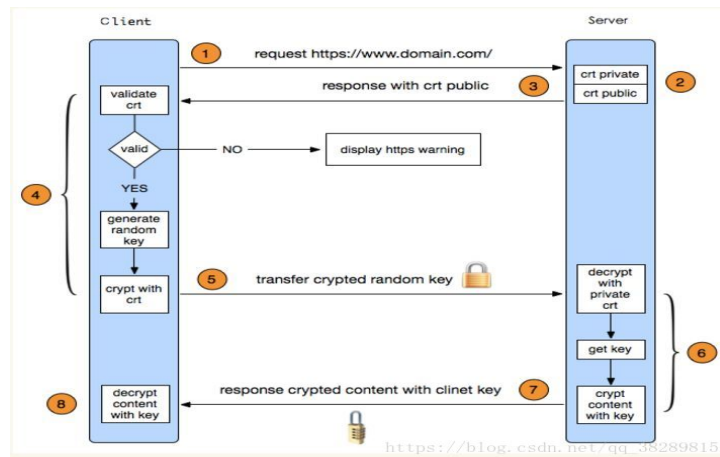 Client
Server
1
request https://www.domain.com/
crt private
2
response with crt public
3
crt public
validate
crt
valid
NO
display https warning
4
YES
generate
random
key
5
transfer crypted random key
decrypt
with
private
crt
crypt with
crt
get key
6
response crypted content with clinet key
7
8
decrypt
content
with key
crypt
content
with key
https://blog.csdn.net/qq_38289815